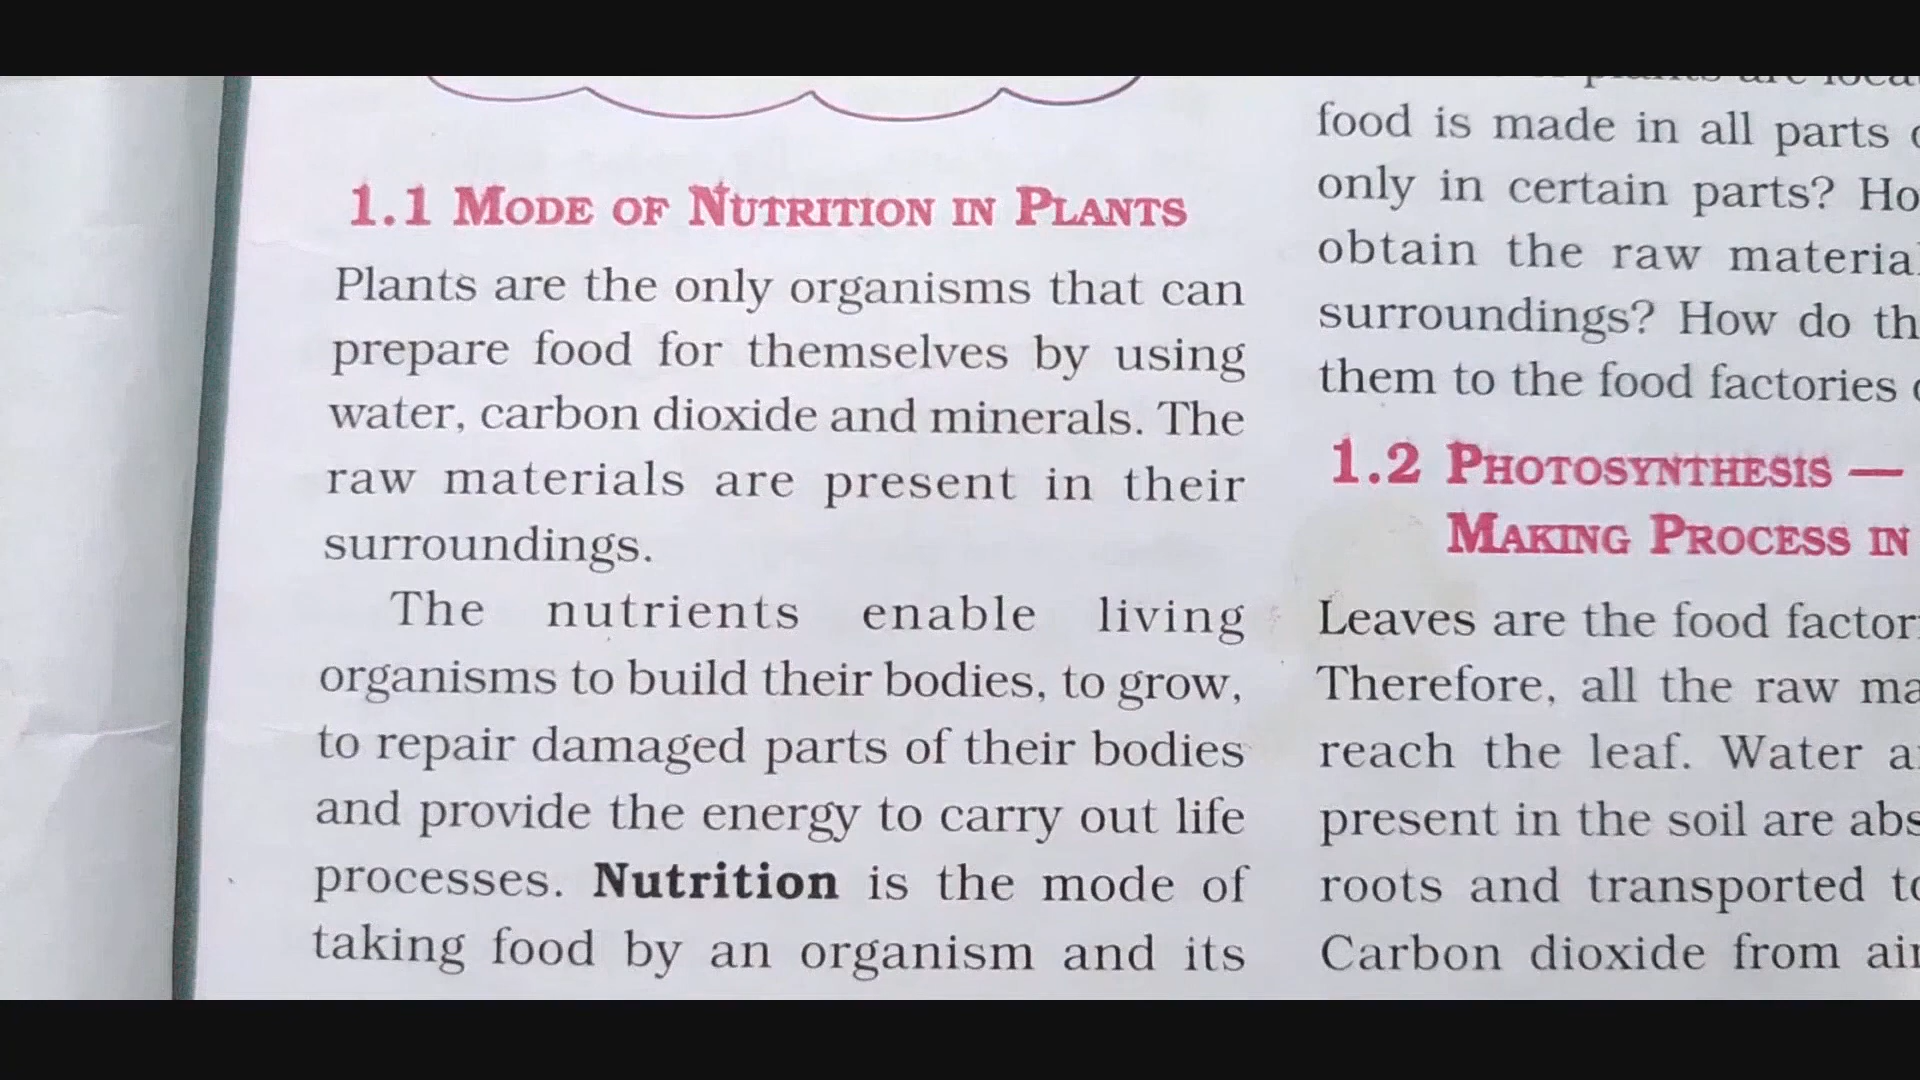 1.1 MODE OF NUTRITION IN PLANTS
Plants are the only organisms that can
prepare food for themselves by using
water, carbon dioxide and minerals. The
raw materials are present in their
surroundings.
The nutrients enable living
organisms to build their bodies, to grow,
to repair damaged parts of their bodies
and provide the energy to carry out life
processes. Nutrition is the mode of
taking food by an organism and its
plants are
food is made in all parts
only in certain parts?
obtain the raw
surroundings? How do
them to the food factories
1.2 PHOTOSYNTHESIS —
MAKING PROCESS IN
Leaves are the food
Therefore, all the raw
reach the leaf. Water
present in the soil are
roots and transported
Carbon dioxide from